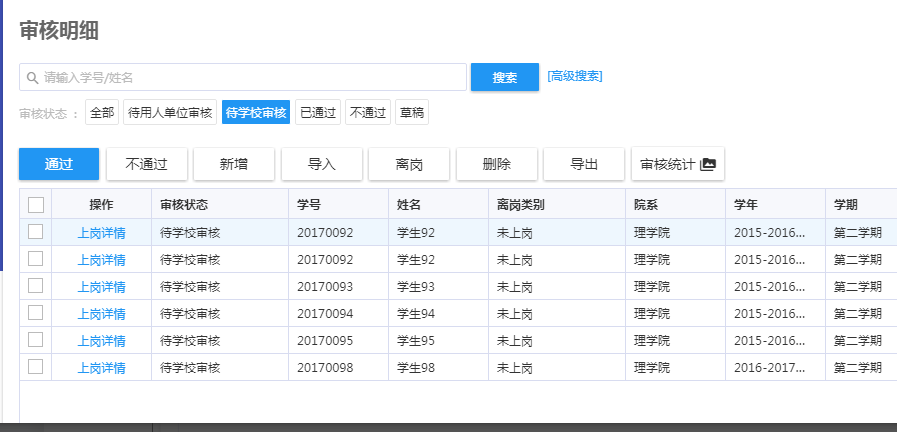 审核明细
请输入学号/姓名 搜索 [高级搜索]
审核状态 : 全部 待用人单位审核 待学校审核 已通过 不通过 草稿
通过 不通过 新增 导入 离岗 删除 导出 审核统计
操作 审核状态 学号 姓名 离岗类别 院系 学年 学期
上岗详情 待学校审核 20170092 学生92 未上岗 理学院 2015-2016... 第二学期
上岗详情 待学校审核 20170092 学生92 未上岗 理学院 2015-2016... 第二学期
上岗详情 待学校审核 20170093 学生93 未上岗 理学院 2015-2016... 第二学期
上岗详情 待学校审核 20170094 学生94 未上岗 理学院 2015-2016... 第二学期
上岗详情 待学校审核 20170095 学生95 未上岗 理学院 2015-2016... 第二学期
上岗详情 待学校审核 20170098 学生98 未上岗 理学院 2016-2017... 第二学期